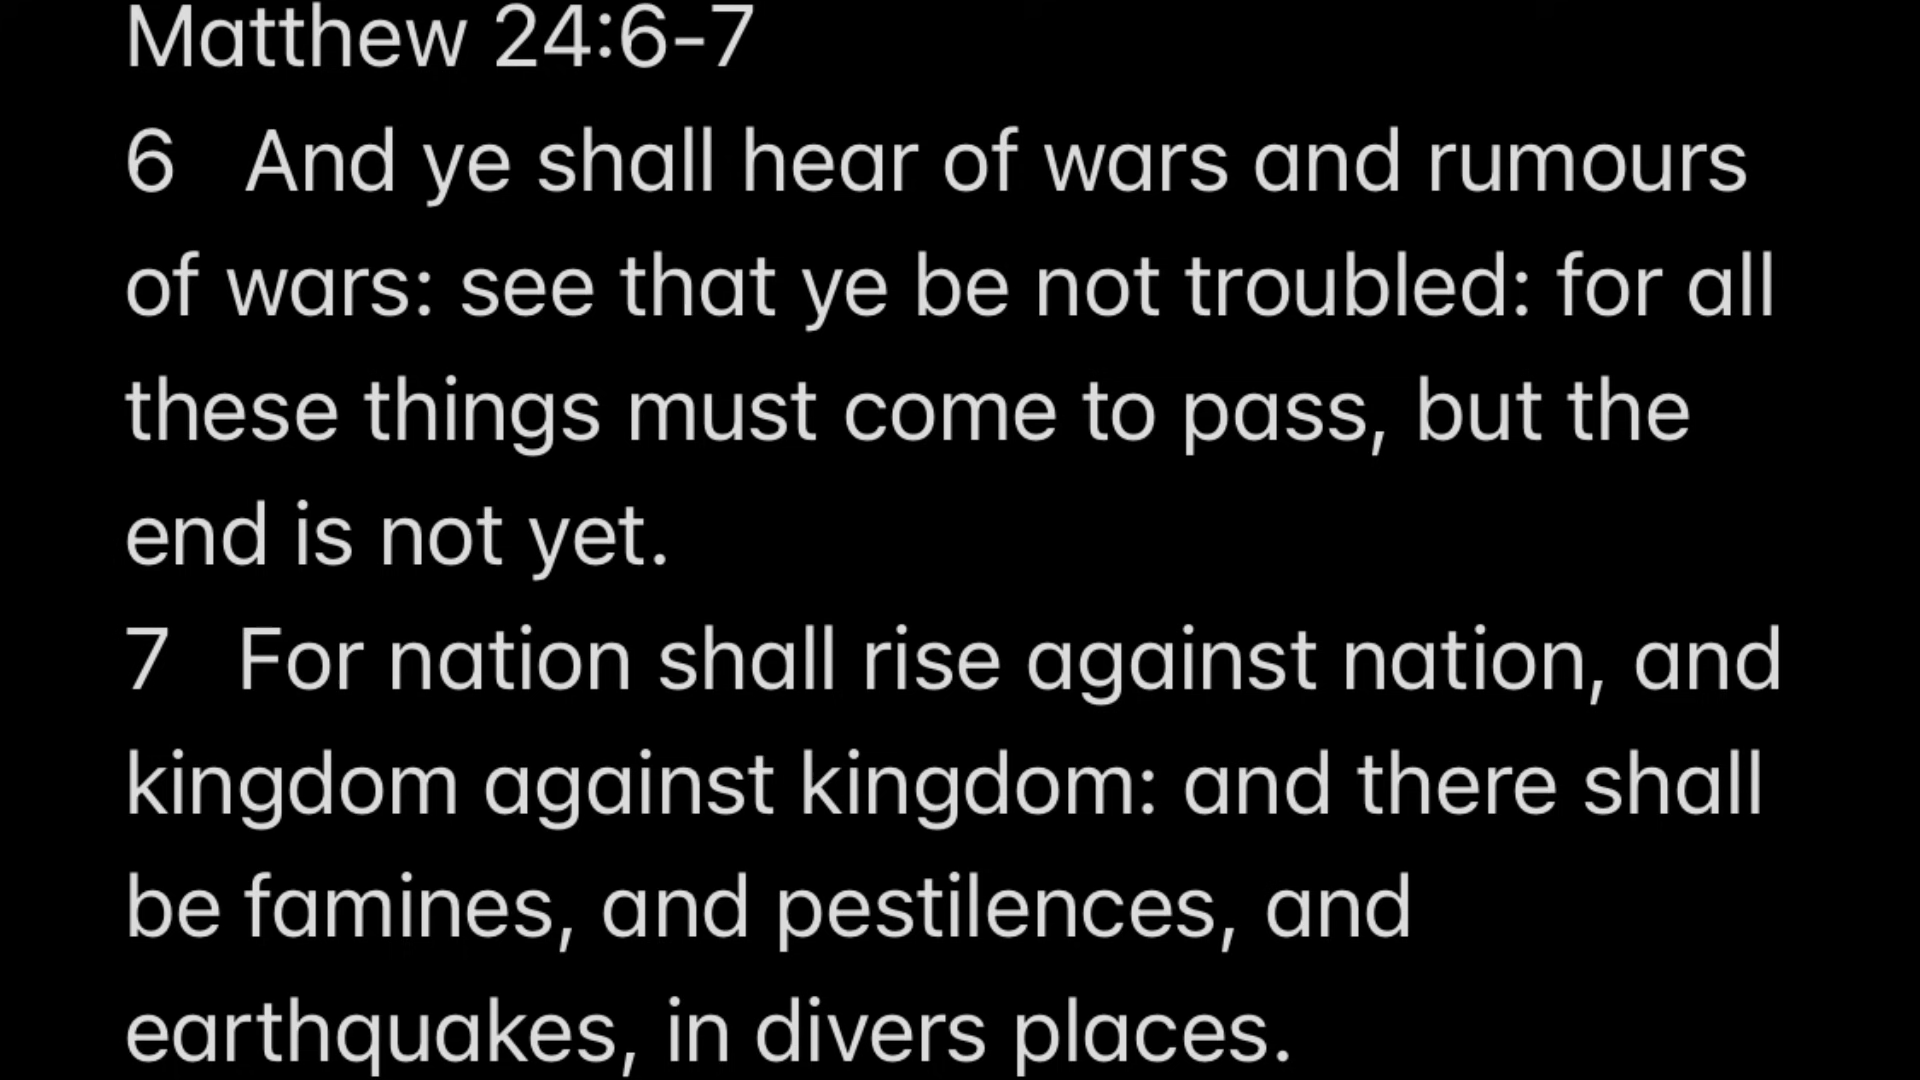 Matthew 24:6-7
6 And ye shall hear of wars and rumours
of wars: see that ye be not troubled: for all
these things must come to pass, but the
end is not yet.
7 For nation shall rise against nation, and
kingdom against kingdom: and there shall
be famines, and pestilences, and
earthquakes, in divers places.